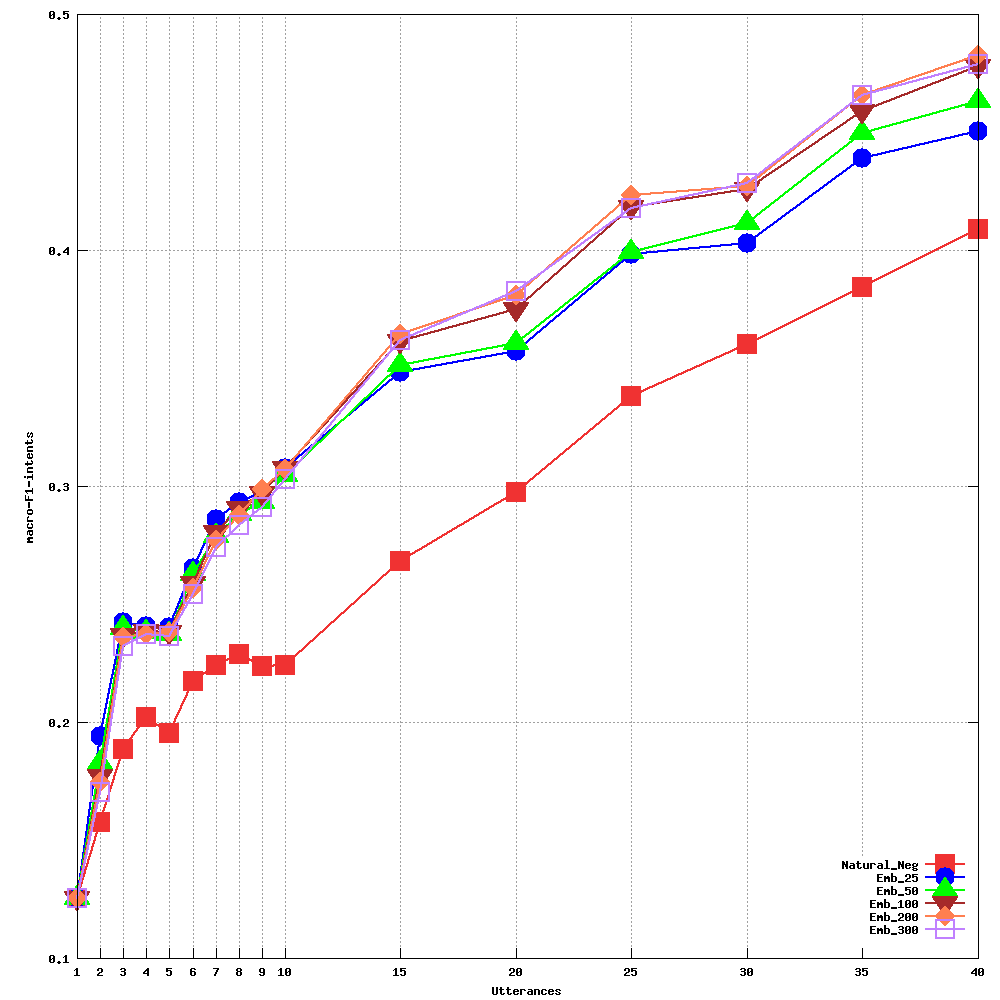 0.5
0.4
0.3
0.2
0.1
macro-F1-intents
1 2 3 4 5 6 7 8 9 10 15 20 25 30 35 40
Utterances
Natural_Neg
Emb_25
Emb_50
Emb_100
Emb_200
Emb_300